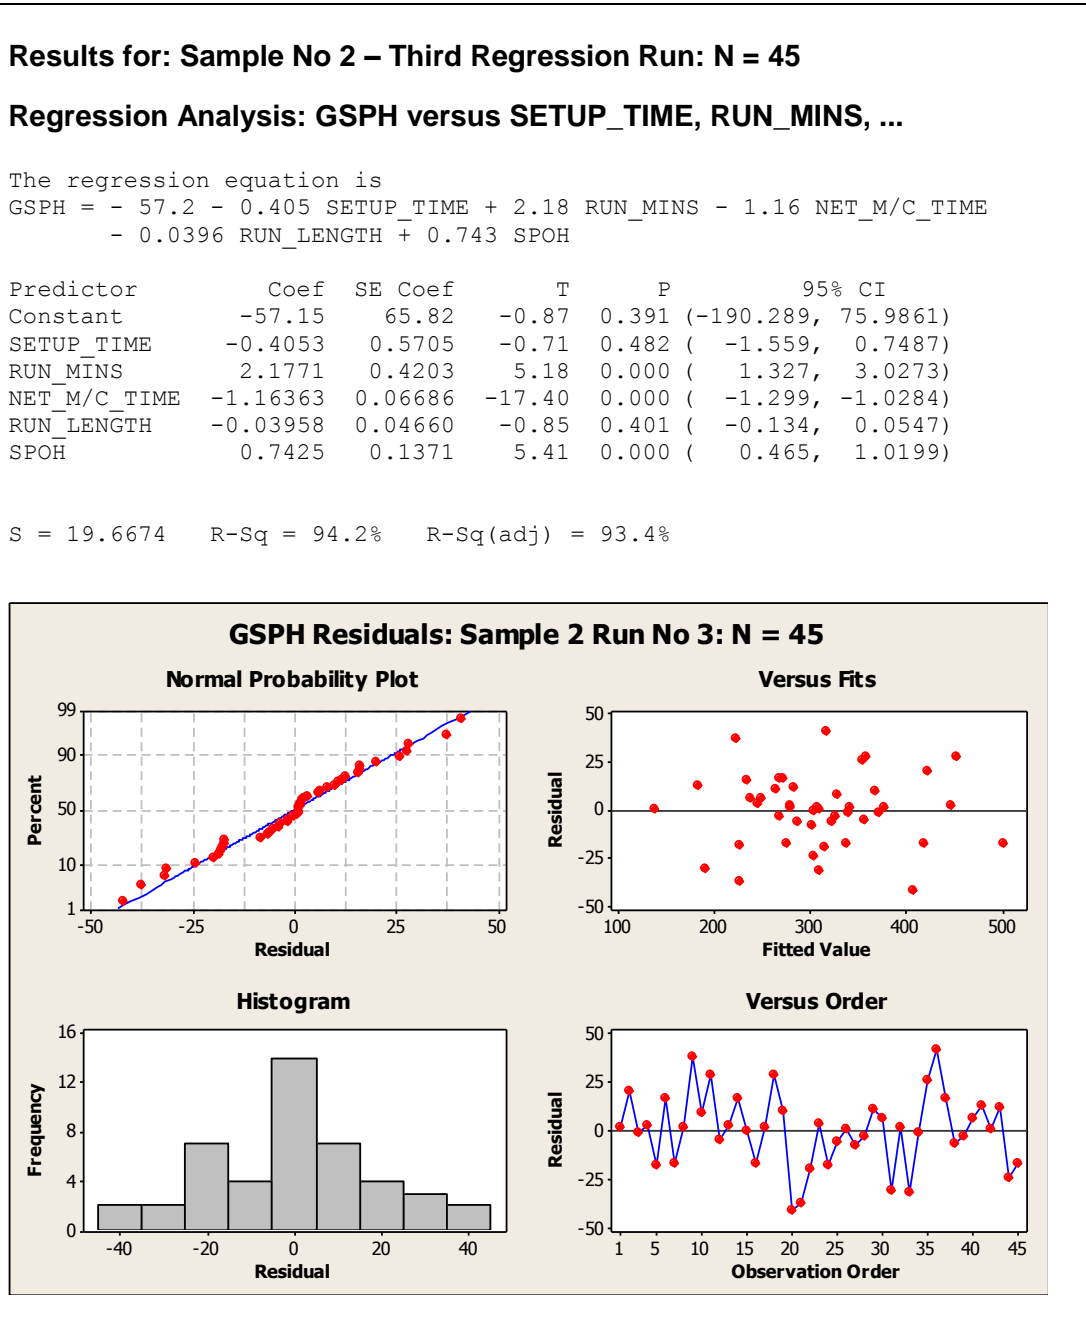 Results for: Sample No 2 – Third Regression Run: N = 45
Regression Analysis: GSPH versus SETUP_TIME, RUN_MINS, ...
The regression equation is
GSPH = - 57.2 - 0.405 SETUP_TIME + 2.18 RUN_MINS - 1.16 NET_M/C_TIME
- 0.0396 RUN_LENGTH + 0.743 SPOH
Predictor Coef SE Coef T P 95% CI
Constant -57.15 65.82 -0.87 0.391 (-190.289, 75.9861)
SETUP_TIME -0.4053 0.5705 -0.71 0.482 ( -1.559, 0.7487)
RUN_MINS 2.1771 0.4203 5.18 0.000 ( 1.327, 3.0273)
NET_M/C_TIME -1.16363 0.06686 -17.40 0.000 ( -1.299, -1.0284)
RUN_LENGTH -0.03958 0.04660 -0.85 0.401 ( -0.134, 0.0547)
SPOH 0.7425 0.1371 5.41 0.000 ( 0.465, 1.0199)
S = 19.6674 R-Sq = 94.2% R-Sq(adj) = 93.4%
GSPH Residuals: Sample 2 Run No 3: N = 45
Normal Probability Plot
99
90
50
10
1
Percent
-50 -25 0 25 50
Residual
Versus Fits
50
25
0
-25
-50
Residual
100 200 300 400 500
Fitted Value
Histogram
16
12
8
4
0
Frequency
-40 -20 0 20 40
Residual
Versus Order
50
25
0
-25
-50
Residual
1 5 10 15 20 25 30 35 40 45
Observation Order